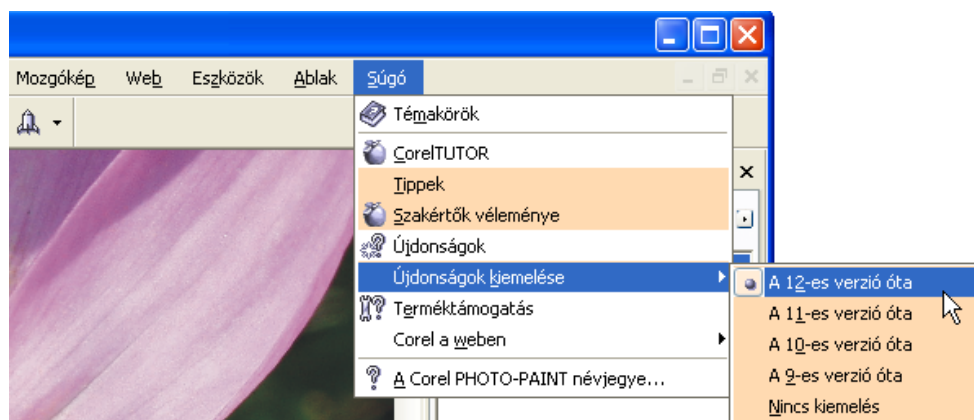 Mozgókép Web Eszközök Ablak Súgó
Témakörök
CorelTUTOR
Tippek
Szakértők véleménye
Újdonságok
Újdonságok kiemelése
A 12-es verzió óta
Terméktámogatás
A 11-es verzió óta
Corel a weben
A 10-es verzió óta
A Corel PHOTO-PAINT névjegye...
A 9-es verzió óta
Nincs kiemelés